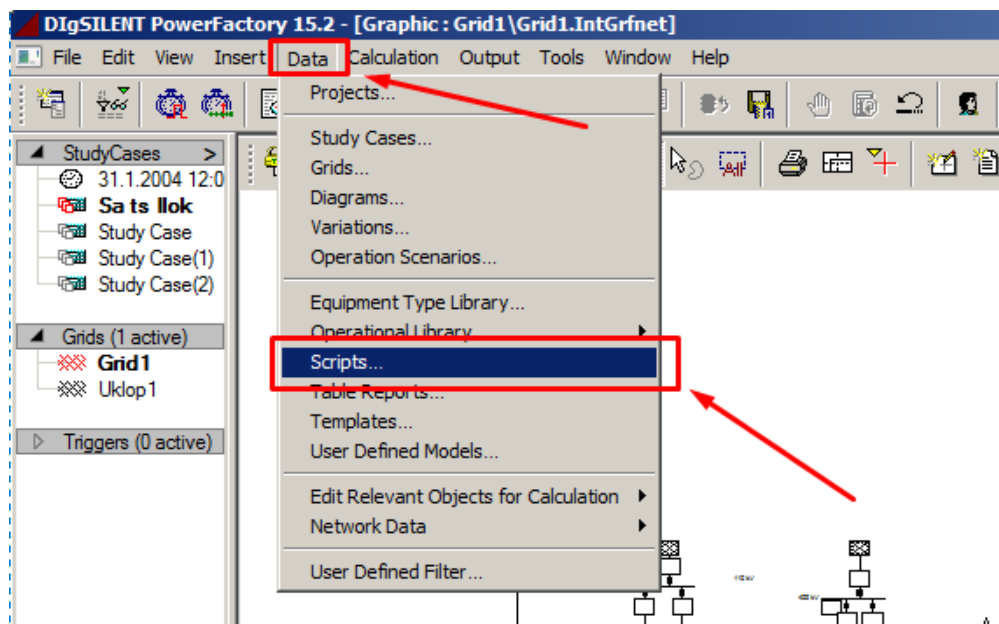 DIgSILENT PowerFactory 15.2 - [Graphic : Grid1\Grid1.IntGrfnet]
File Edit View Insert Data Calculation Output Tools Window Help
Projects...
Study Cases...
Grids...
Diagrams...
Variations...
Operation Scenarios...
Equipment Type Library...
Operational Library
Scripts...
Table Reports...
Templates...
User Defined Models...
Edit Relevant Objects for Calculation
Network Data
User Defined Filter...
StudyCases >
31.1.2004 12:0
Sa ts Ilok
Study Case
Study Case(1)
Study Case(2)
Grids (1 active)
Grid1
Uklop1
Triggers (0 active)